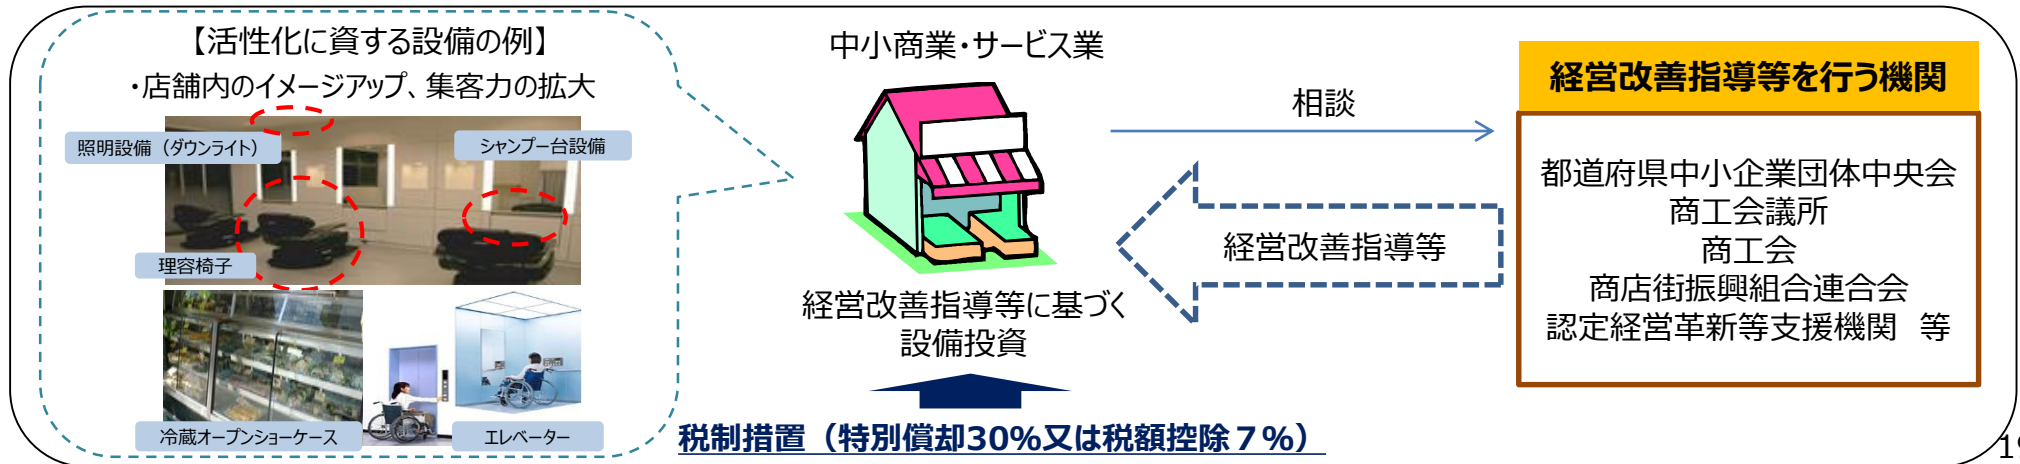 【活性化に資する設備の例】
・店舗内のイメージアップ、集客力の拡大
照明設備（ダウンライト）
シャンプー台設備
理容椅子
冷蔵オープンショーケース
エレベーター
中小商業・サービス業
経営改善指導等に基づく
設備投資
税制措置（特別償却30%又は税額控除７%）
相談
経営改善指導等
経営改善指導等を行う機関
都道府県中小企業団体中央会
商工会議所
商工会
商店街振興組合連合会
認定経営革新等支援機関　等